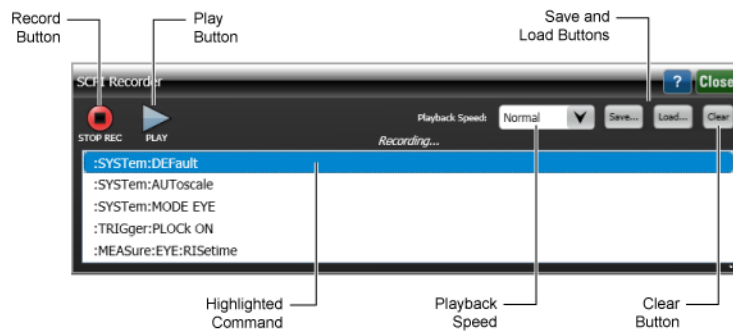 Record
Button
Play
Button
Save and
Load Buttons
SCPI Recorder
?
Close
STOP REC
PLAY
Playback Speed:
Normal
Save...
Load...
Clear
Recording...
:SYSTem:DEFault
:SYSTem:AUToscale
:SYSTem:MODE EYE
:TRIGger:PLOCk ON
:MEASure:EYE:RISetime
Highlighted
Command
Playback
Speed
Clear
Button